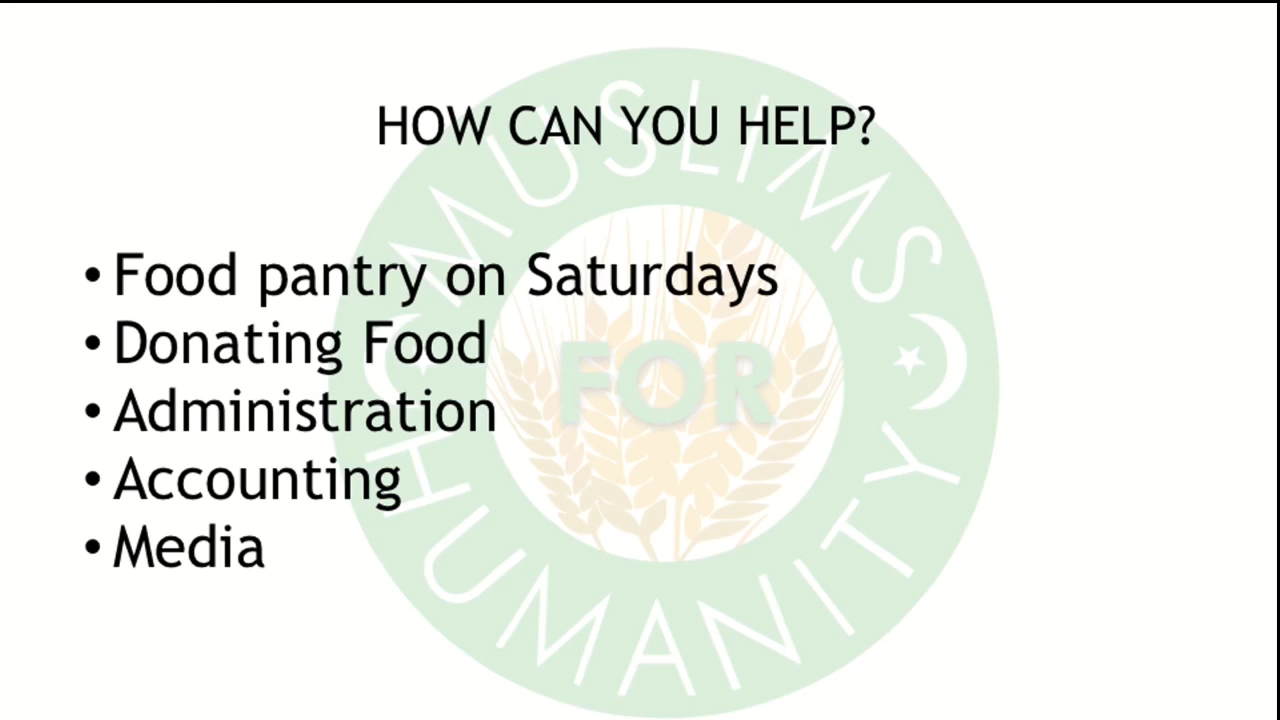 HOW CAN YOU HELP?
• Food pantry on Saturdays
• Donating Food
• Administration
• Accounting
• Media
MUSLIMS
FOR
HUMANITY